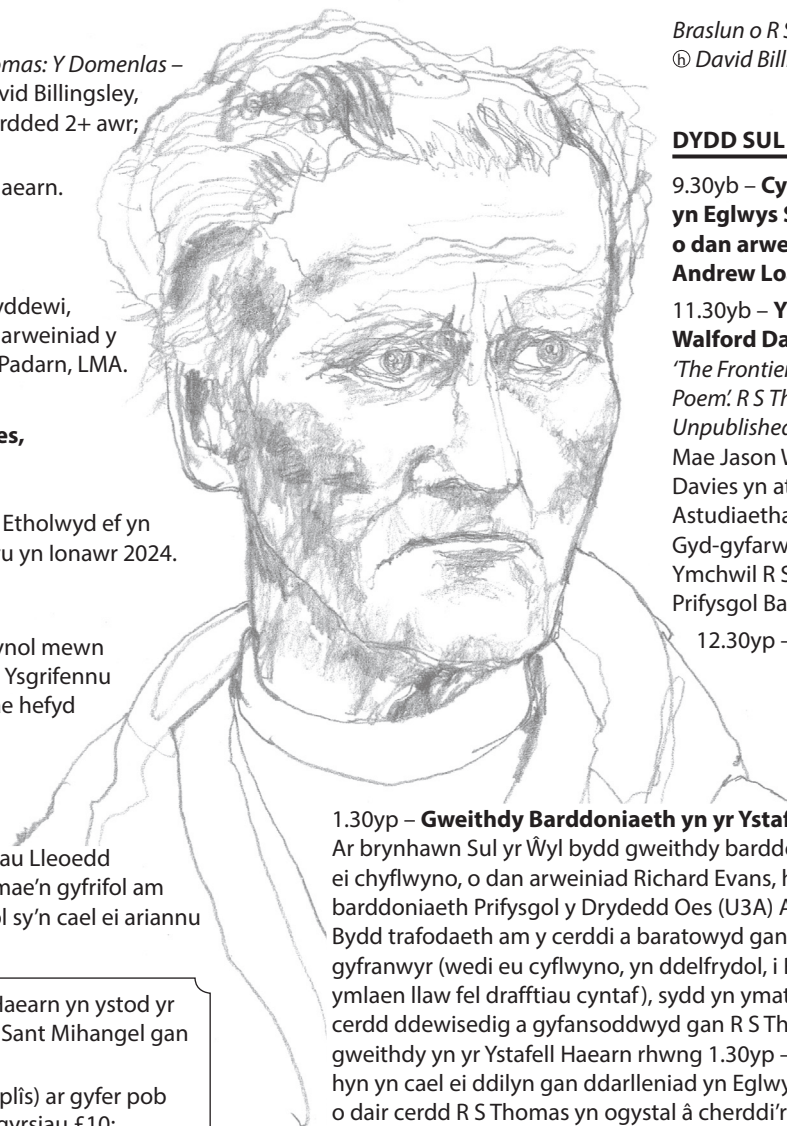 omas: Y Domenlas –
vid Billingsley,
rdded 2+ awr;
aearn.
yddewi,
arweiniad y
Padarn, LMA.
es,
Etholwyd ef yn
ru yn Ionawr 2024.
ynol mewn
Ysgrifennu
e hefyd
au Lleoedd
mae'n gyfrifol am
ol sy'n cael ei ariannu
Haearn yn ystod yr
Sant Mihangel gan
plîs) ar gyfer pob
gyrsiau £10;
Braslun o R S
ⓗ David Bill
DYDD SUL
9.30yb – Cy
yn Eglwys S
o dan arwe
Andrew Lo
11.30yb – Y
Walford Da
'The Frontier
Poem'. R S Th
Unpublished
Mae Jason W
Davies yn at
Astudiaetha
Gyd-gyfarw
Ymchwil R S
Prifysgol Ba
12.30yp –
1.30yp – Gweithdy Barddoniaeth yn yr Ystaf
Ar brynhawn Sul yr Ŵyl bydd gweithdy bardd
ei chyflwyno, o dan arweiniad Richard Evans, h
barddoniaeth Prifysgol y Drydedd Oes (U3A) A
Bydd trafodaeth am y cerddi a baratowyd gan
gyfranwyr (wedi eu cyflwyno, yn ddelfrydol, i
ymlaen llaw fel drafftiau cyntaf), sydd yn ymat
cerdd ddewisedig a gyfansoddwyd gan R S Th
gweithdy yn yr Ystafell Haearn rhwng 1.30yp –
hyn yn cael ei ddilyn gan ddarlleniad yn Eglwy
o dair cerdd R S Thomas yn ogystal â cherddi'r